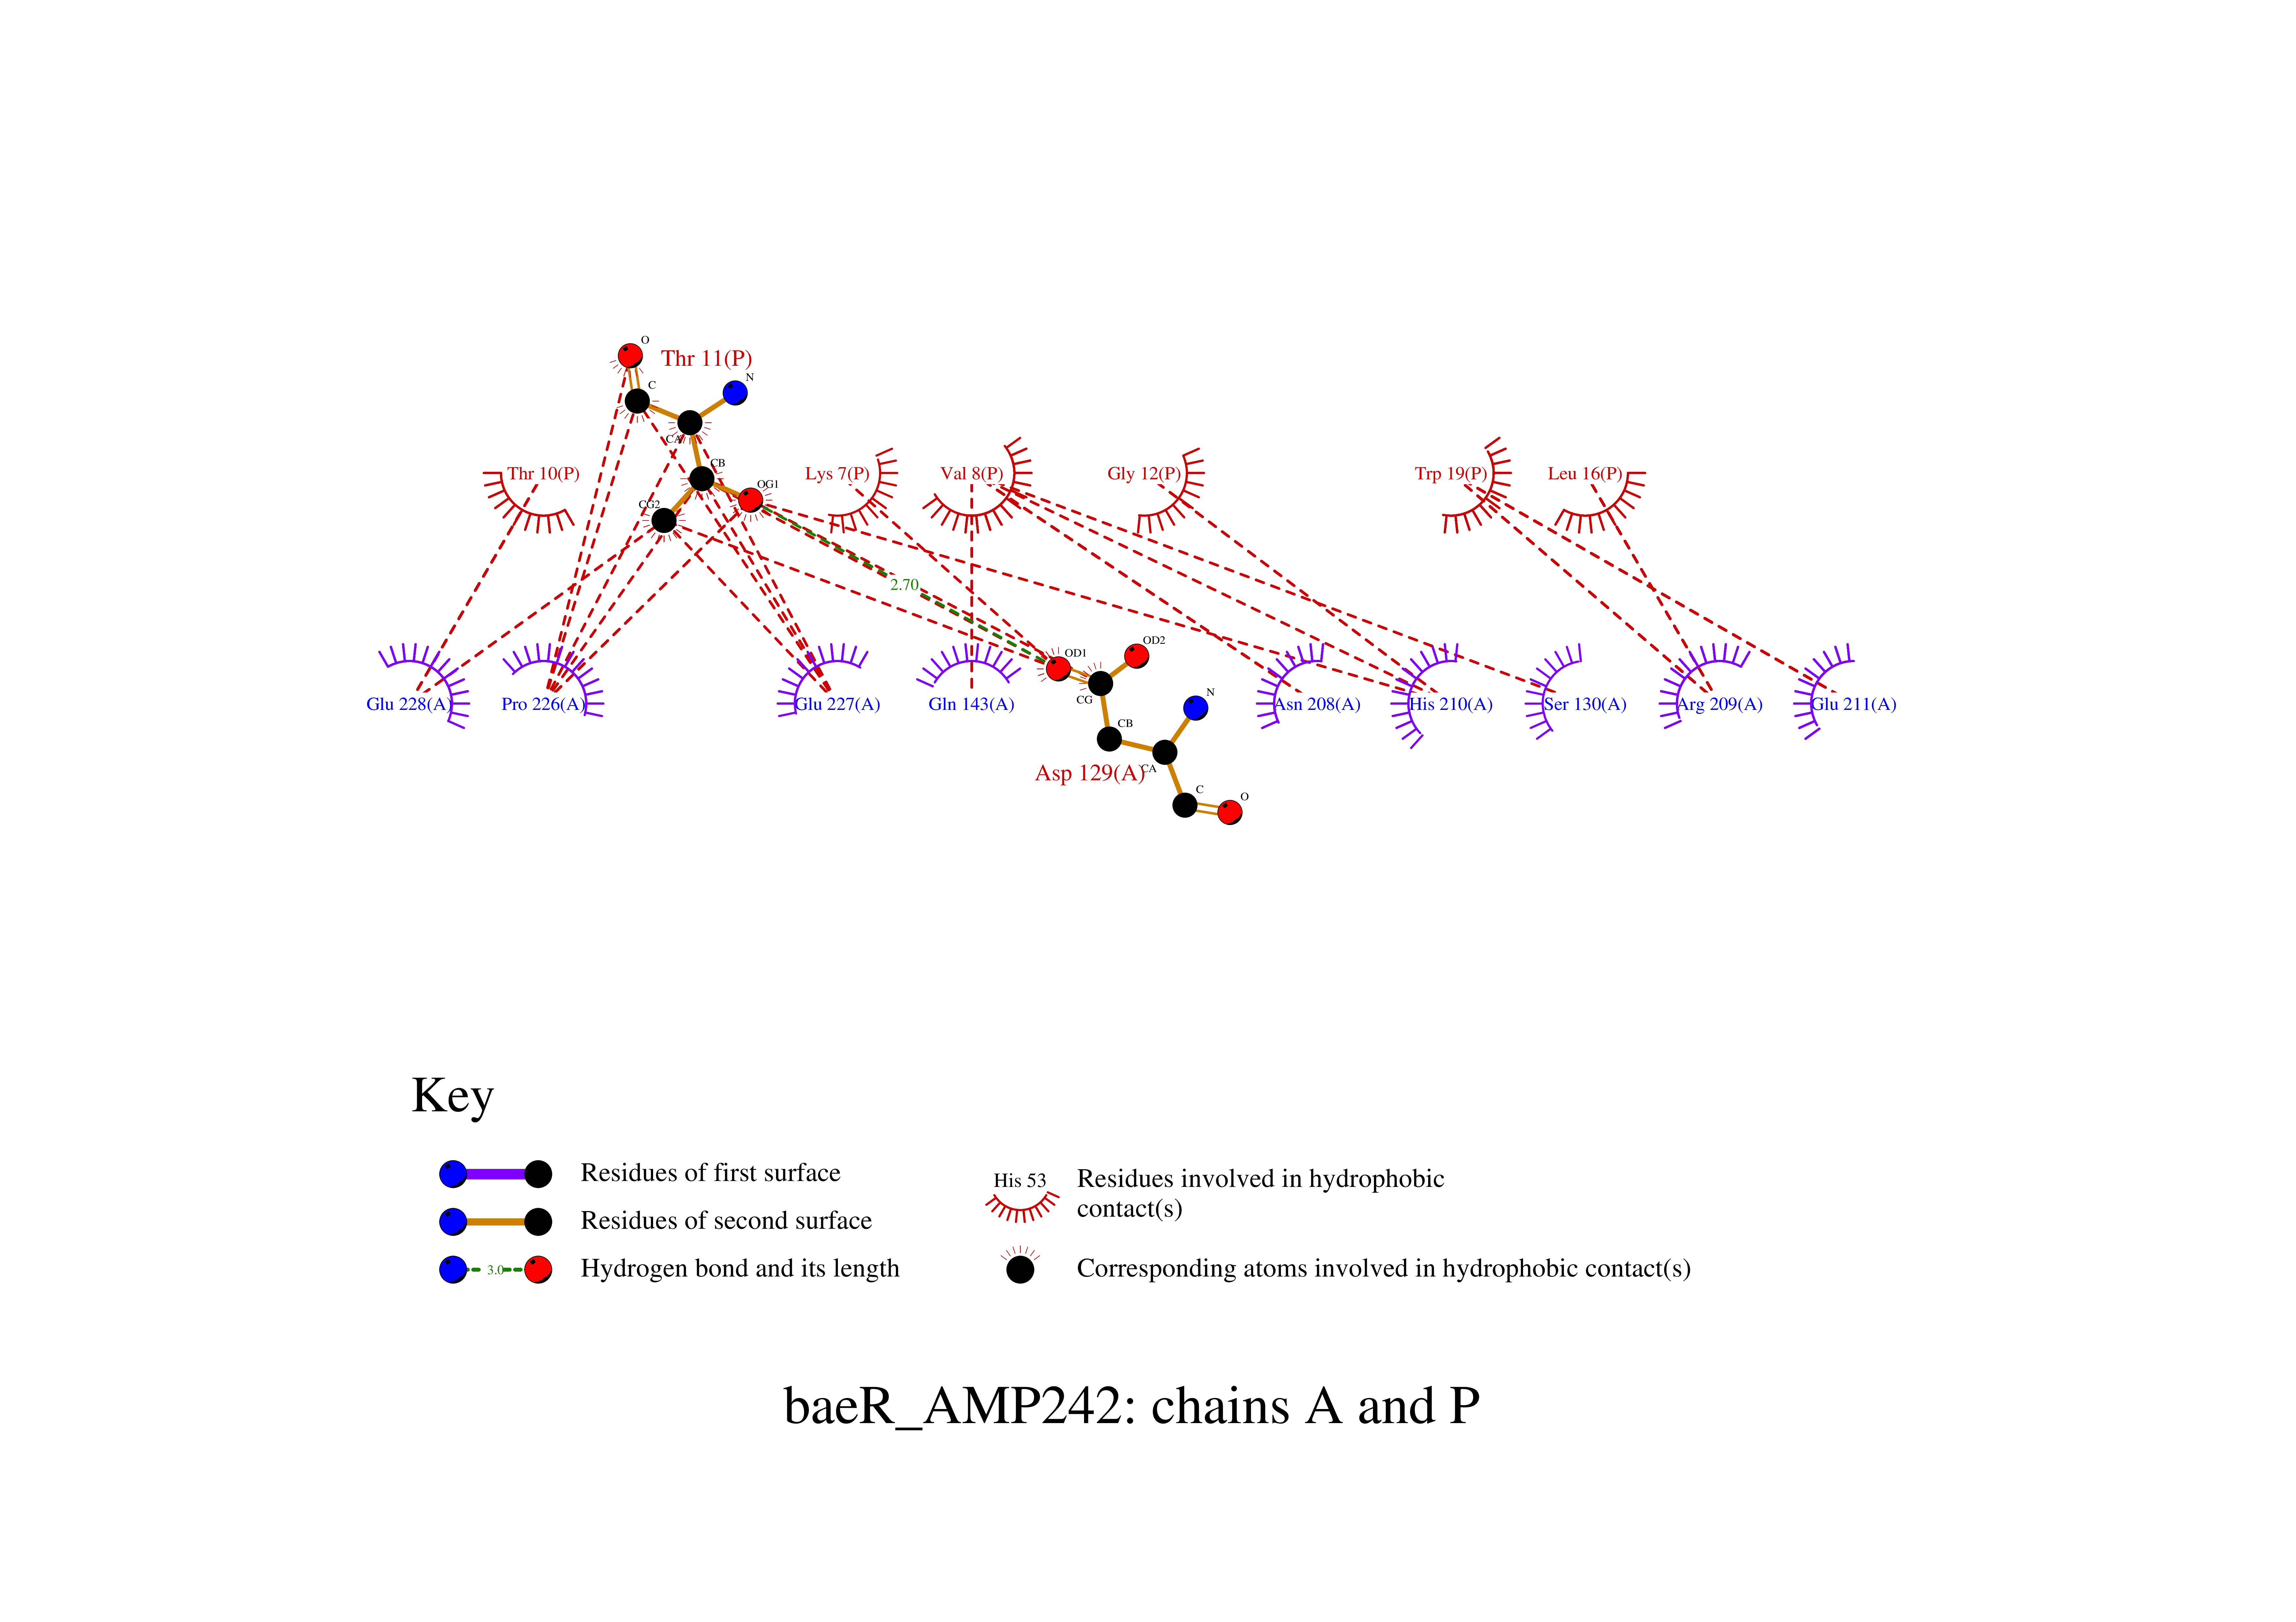 O
Thr 11(P)
C
N
CA
CB
Thr 10(P)
Lys 7(P)
Val 8(P)
Gly 12(P)
Trp 19(P)
Leu 16(P)
OG1
CG2
2.70
OD2
OD1
CG
N
Glu 228(A)
Pro 226(A)
Glu 227(A)
Gln 143(A)
Asn 208(A)
His 210(A)
Ser 130(A)
Arg 209(A)
Glu 211(A)
CB
Asp 129(A)
CA
C
O
Key
Residues of first surface
Residues of second surface
3.0
Hydrogen bond and its length
His 53
Residues involved in hydrophobic
contact(s)
Corresponding atoms involved in hydrophobic contact(s)
baeR_AMP242: chains A and P